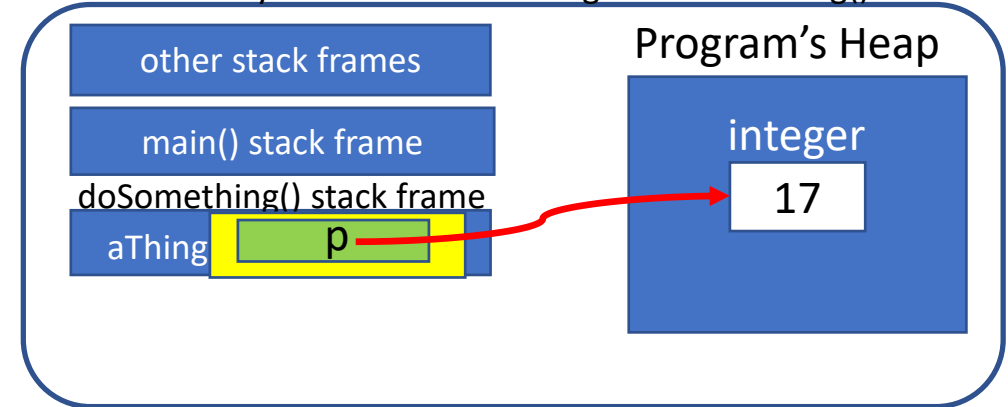 other stack frames
Program's Heap
main() stack frame
integer
17
doSomething() stack frame
aThing
p